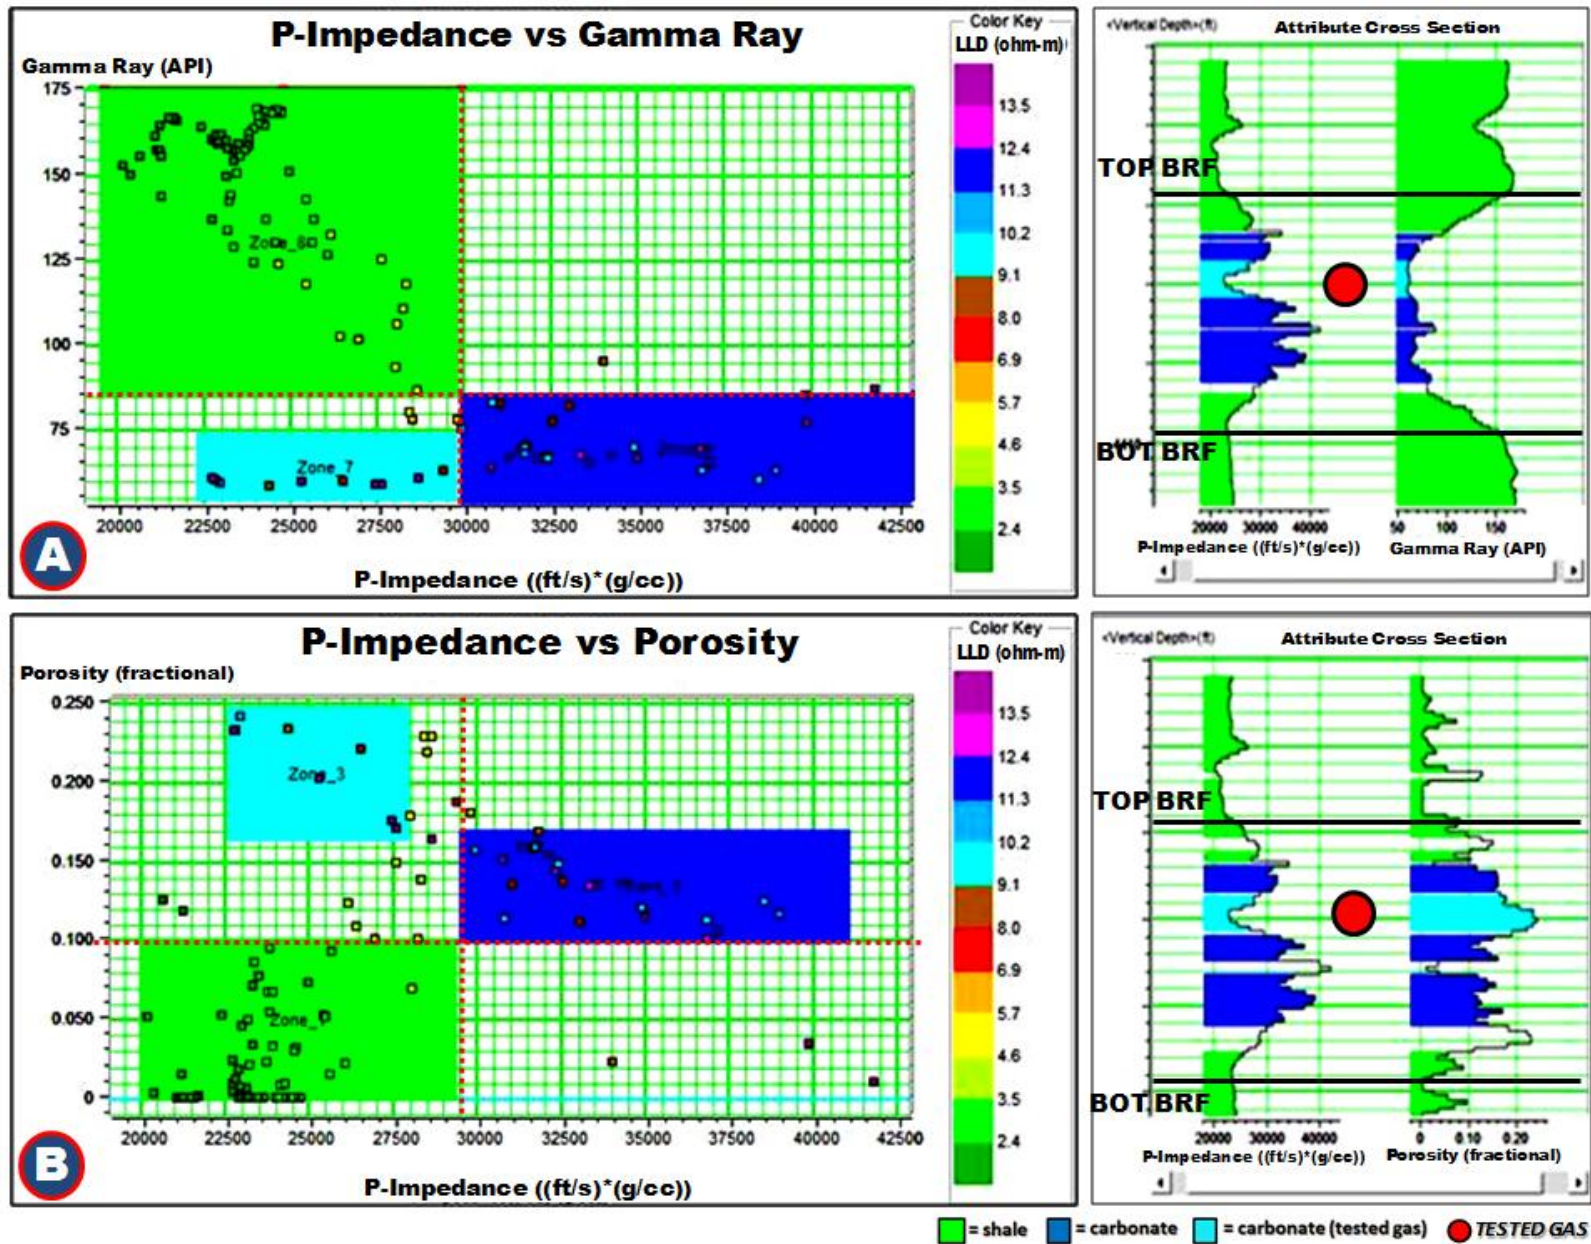 P-Impedance vs Gamma Ray
Gamma Ray (API)
175
150
125
100
75
Zone_7
20000 22500 25000 27500 30000 32500 35000 37500 40000 42500
P-Impedance ((ft/s)*(g/cc))
A
Color Key
LLD (ohm-m)
13.5
12.4
11.3
10.2
9.1
8.0
6.9
5.7
4.6
3.5
2.4
<Vertical Depth>(ft)
Attribute Cross Section
TOP BRF
BOT BRF
20000 30000 40000
50 100 150
P-Impedance ((ft/s)*(g/cc))
Gamma Ray (API)
P-Impedance vs Porosity
Porosity (fractional)
0.250
0.200
0.150
0.100
0.050
0
Zone_3
20000 22500 25000 27500 30000 32500 35000 37500 40000 42500
P-Impedance ((ft/s)*(g/cc))
B
Color Key
LLD (ohm-m)
13.5
12.4
11.3
10.2
9.1
8.0
6.9
5.7
4.6
3.5
2.4
<Vertical Depth>(ft)
Attribute Cross Section
TOP BRF
BOT BRF
20000 30000 40000
0 0.10 0.20
P-Impedance ((ft/s)*(g/cc))
Porosity (fractional)
= shale = carbonate = carbonate (tested gas) TESTED GAS